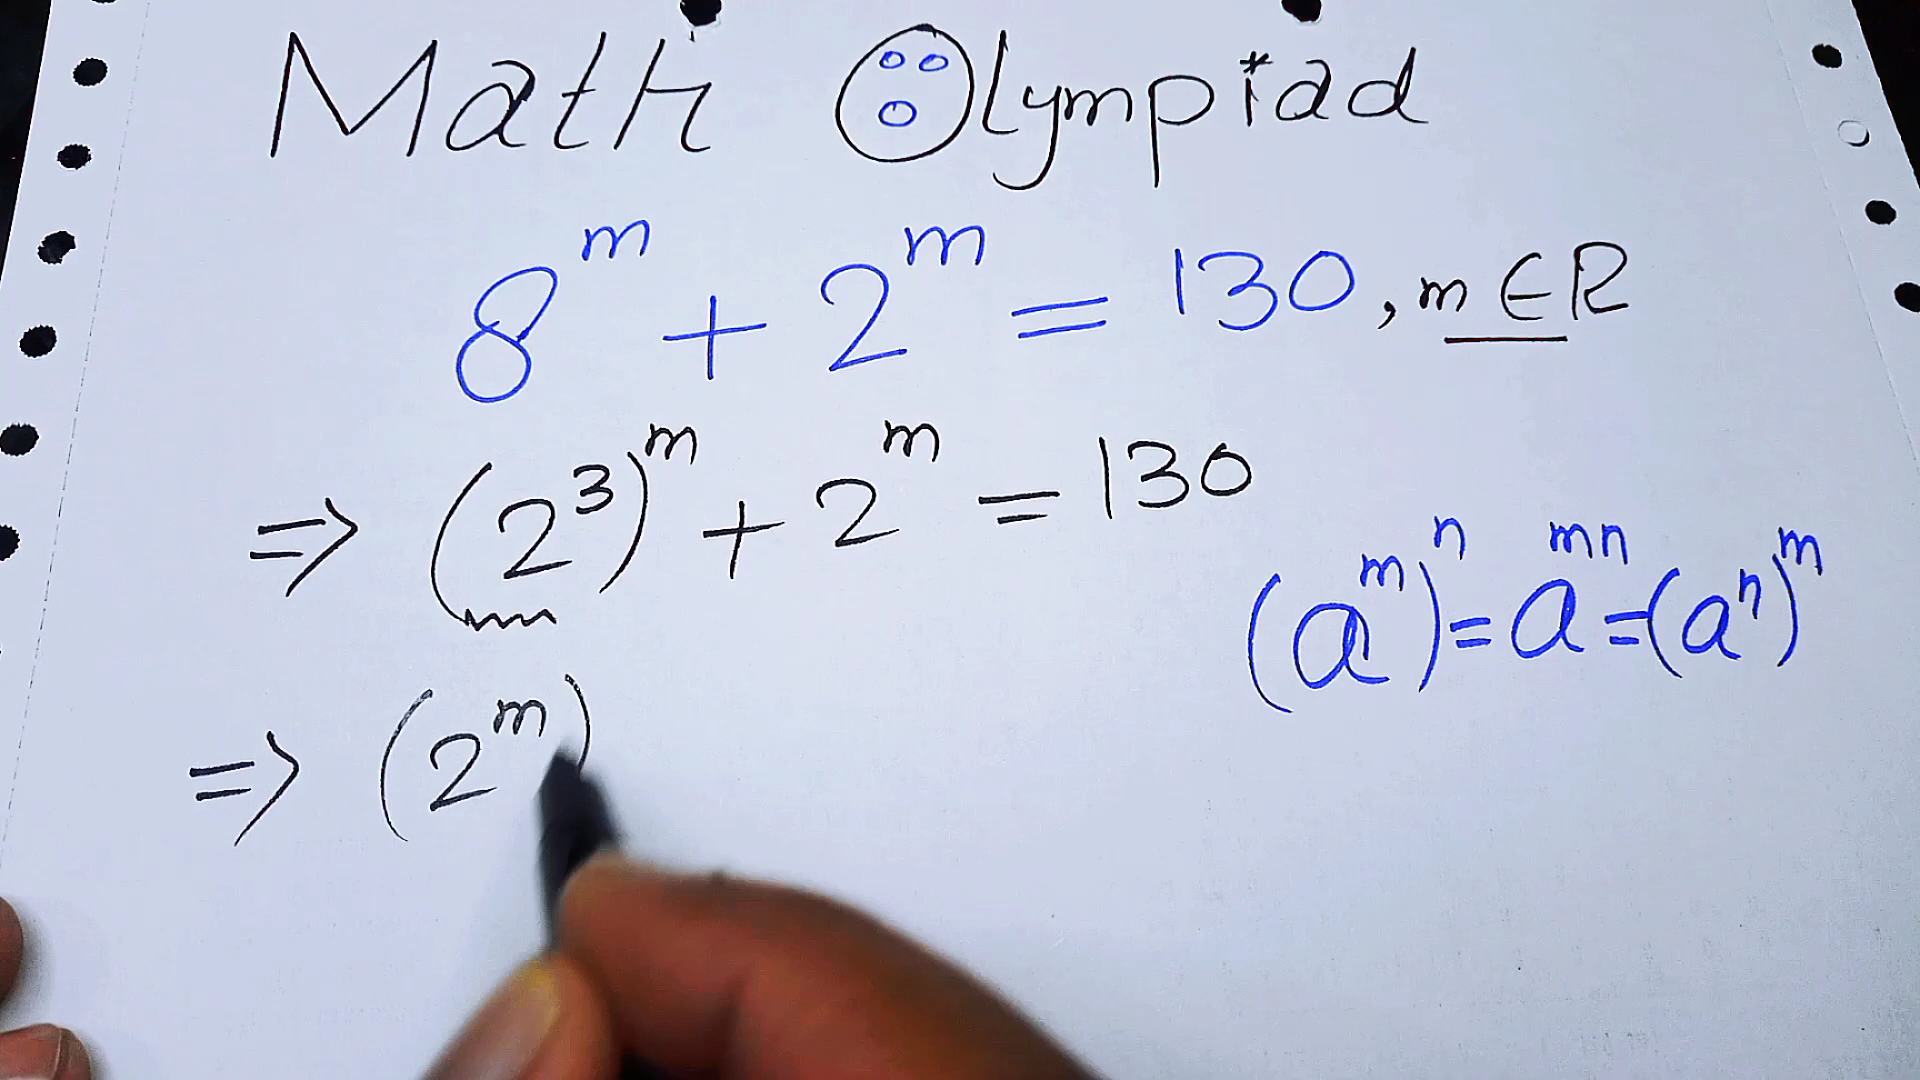 Math Olympiad
8^m + 2^m = 130, m ∈ R
⇒ (2^3)^m + 2^m = 130
(a^m)^n = a^mn = (a^n)^m
⇒ (2^m)